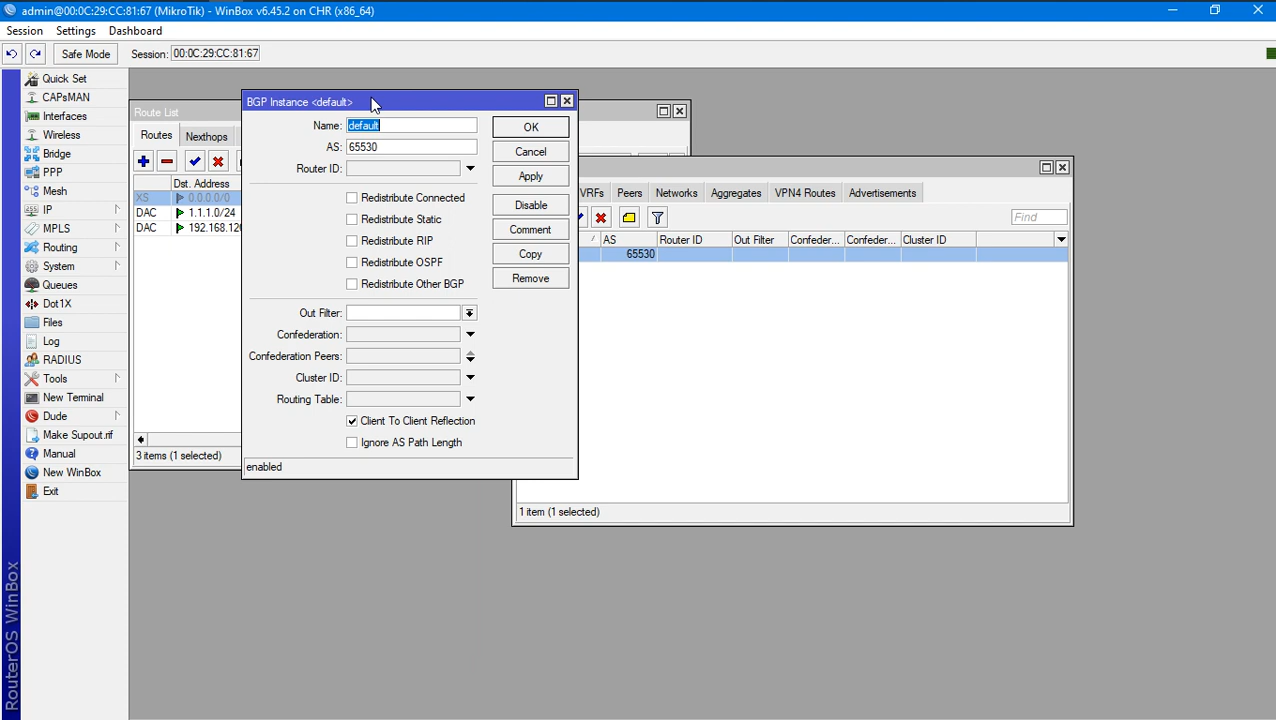 admin@00:0C:29:CC:81:67 (MikroTik) - WinBox v6.45.2 on CHR (x86_64)
Session Settings Dashboard
Safe Mode Session: 00:0C:29:CC:81:67
Quick Set
CAPsMAN
Interfaces
Wireless
Bridge
PPP
Mesh
IP
MPLS
Routing
System
Queues
Dot1X
Files
Log
RADIUS
Tools
New Terminal
Dude
Make Supout.rif
Manual
New WinBox
Exit
RouterOS WinBox
Route List
Routes Nexthops
Dst. Address
XS 0.0.0.0/0
DAC 1.1.1.0/24
DAC 192.168.12
3 items (1 selected)
BGP Instance <default>
Name: default
AS: 65530
Router ID:
Redistribute Connected
Redistribute Static
Redistribute RIP
Redistribute OSPF
Redistribute Other BGP
Out Filter:
Confederation:
Confederation Peers:
Cluster ID:
Routing Table:
Client To Client Reflection
Ignore AS Path Length
enabled
OK
Cancel
Apply
Disable
Comment
Copy
Remove
VRFs Peers Networks Aggregates VPN4 Routes Advertisements
Find
AS Router ID Out Filter Confeder... Confeder... Cluster ID
65530
1 item (1 selected)